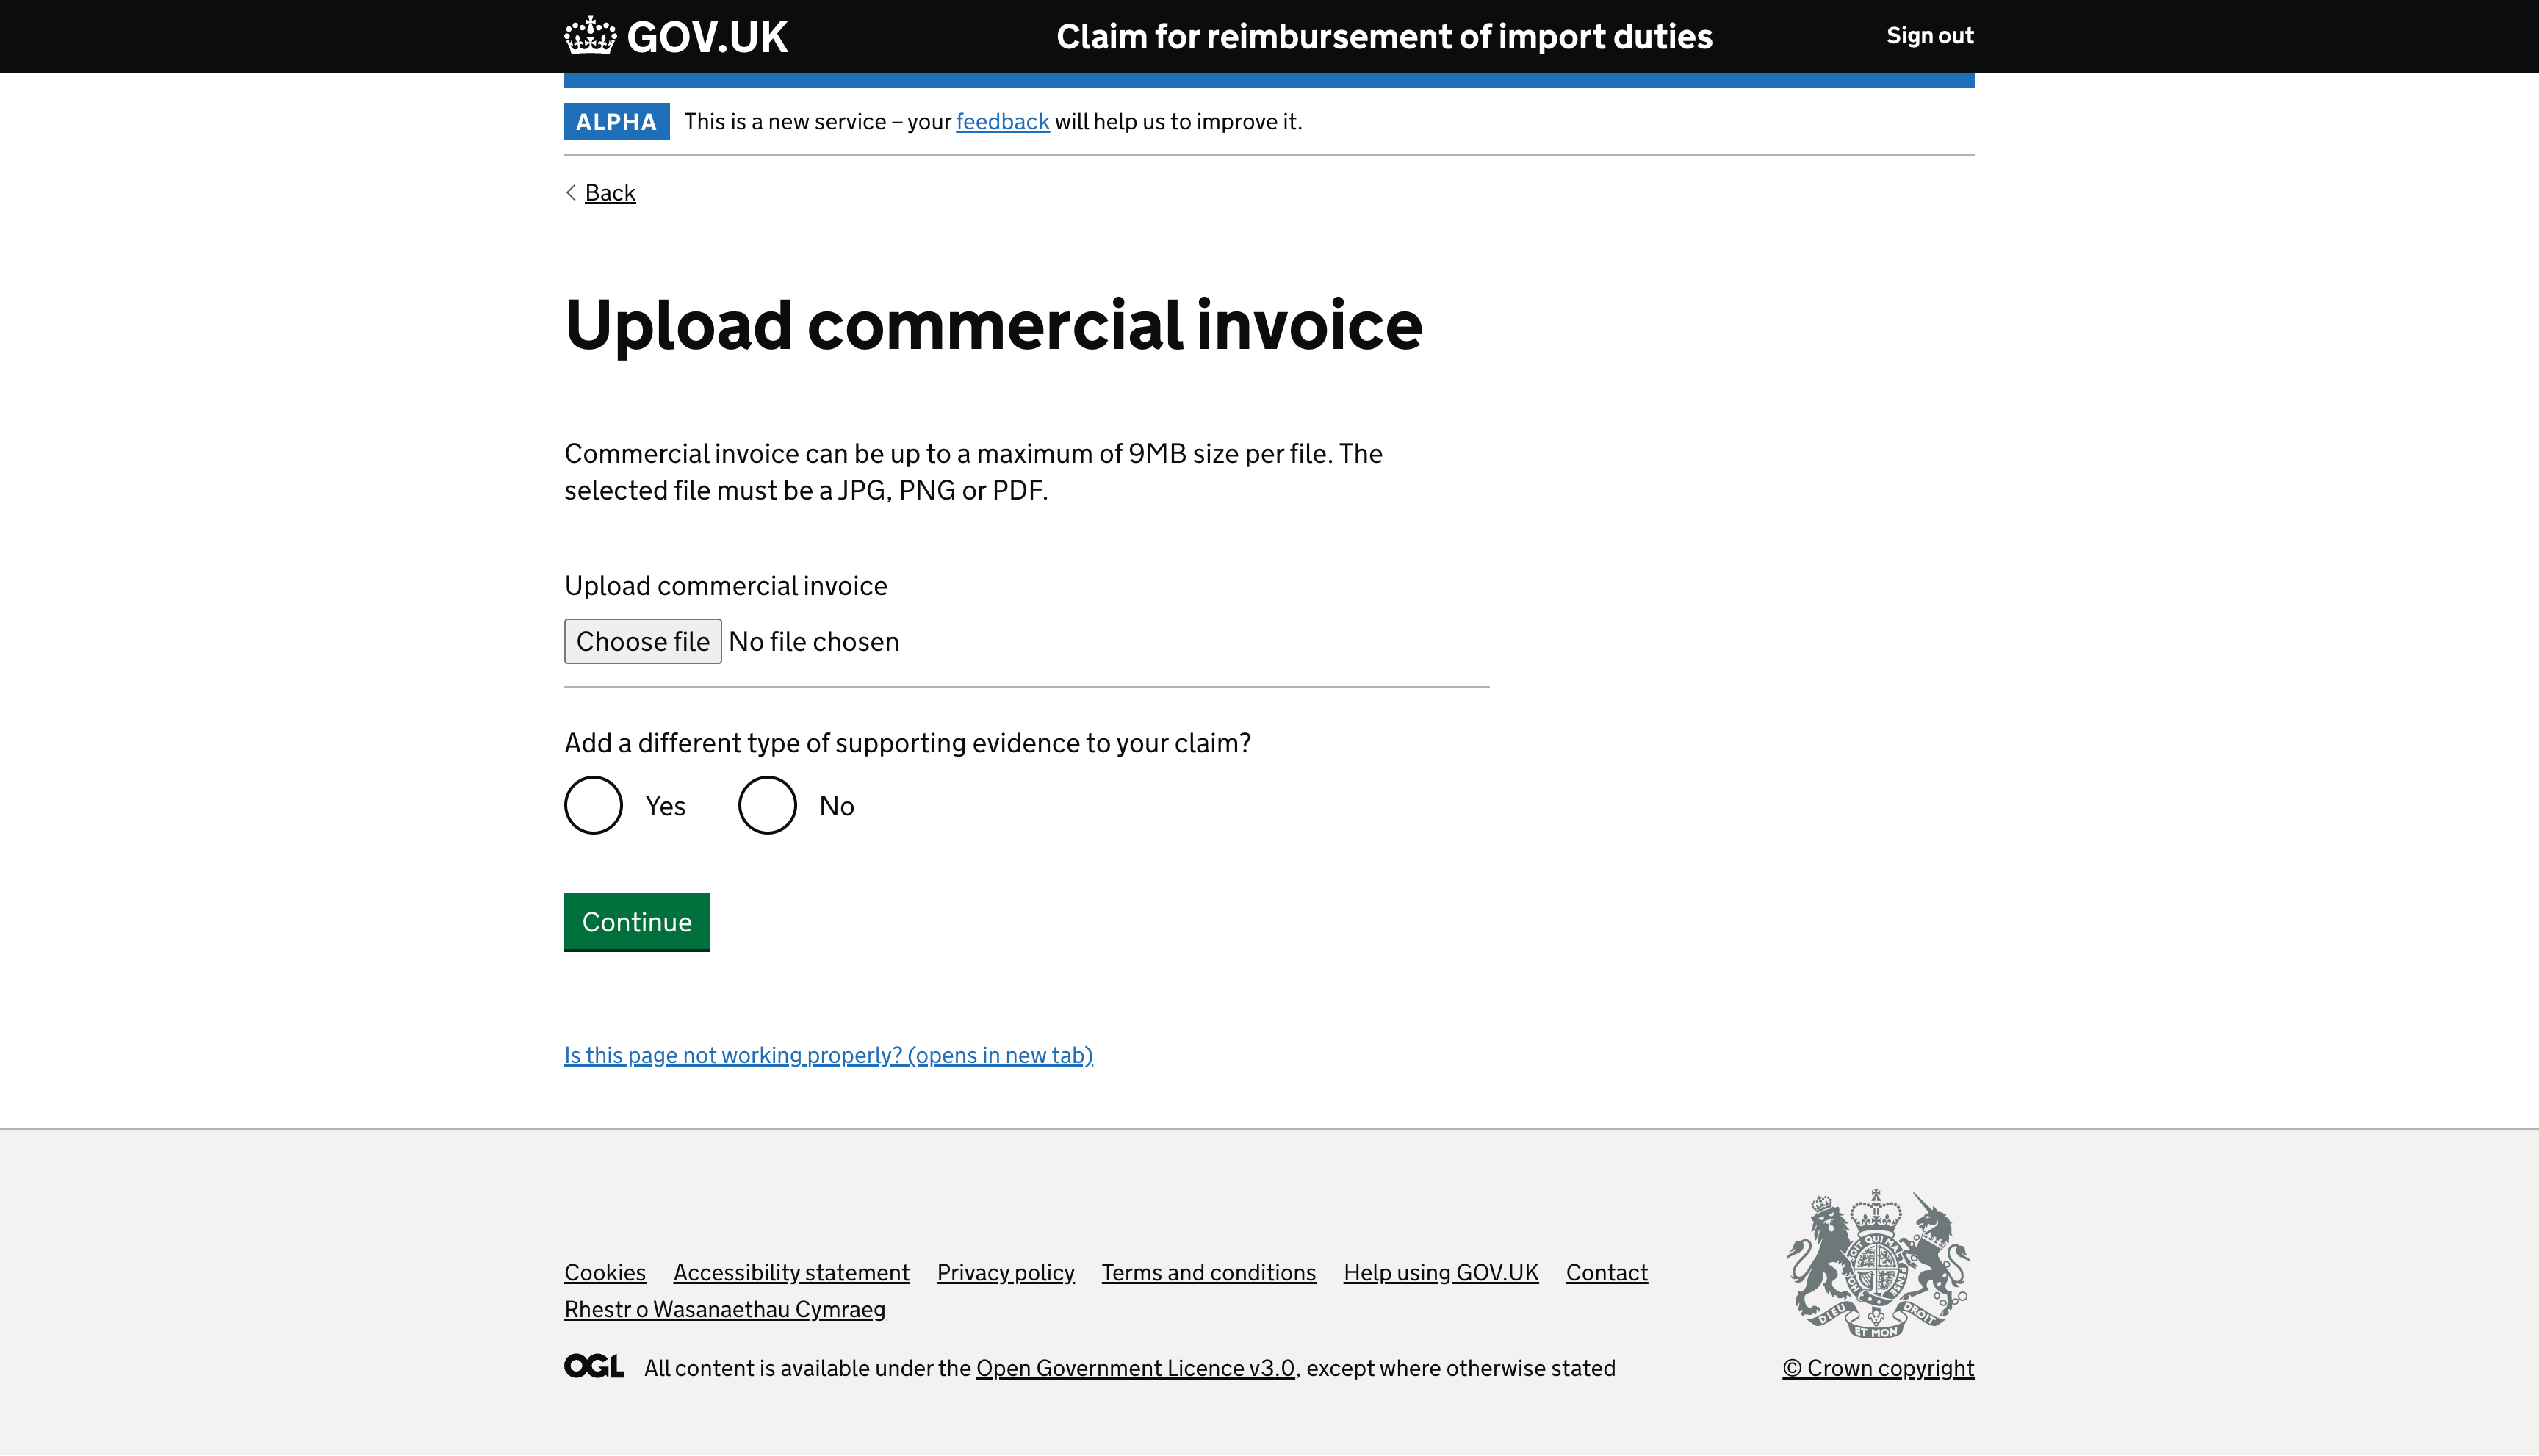 GOV.UK
Claim for reimbursement of import duties
Sign out
ALPHA This is a new service – your feedback will help us to improve it.
Back
Upload commercial invoice
Commercial invoice can be up to a maximum of 9MB size per file. The
selected file must be a JPG, PNG or PDF.
Upload commercial invoice
Choose file No file chosen
Add a different type of supporting evidence to your claim?
Yes No
Continue
Is this page not working properly? (opens in new tab)
Cookies Accessibility statement Privacy policy Terms and conditions Help using GOV.UK Contact
Rhestr o Wasanaethau Cymraeg
DIEU ET MON DROIT
OGL All content is available under the Open Government Licence v3.0, except where otherwise stated
© Crown copyright